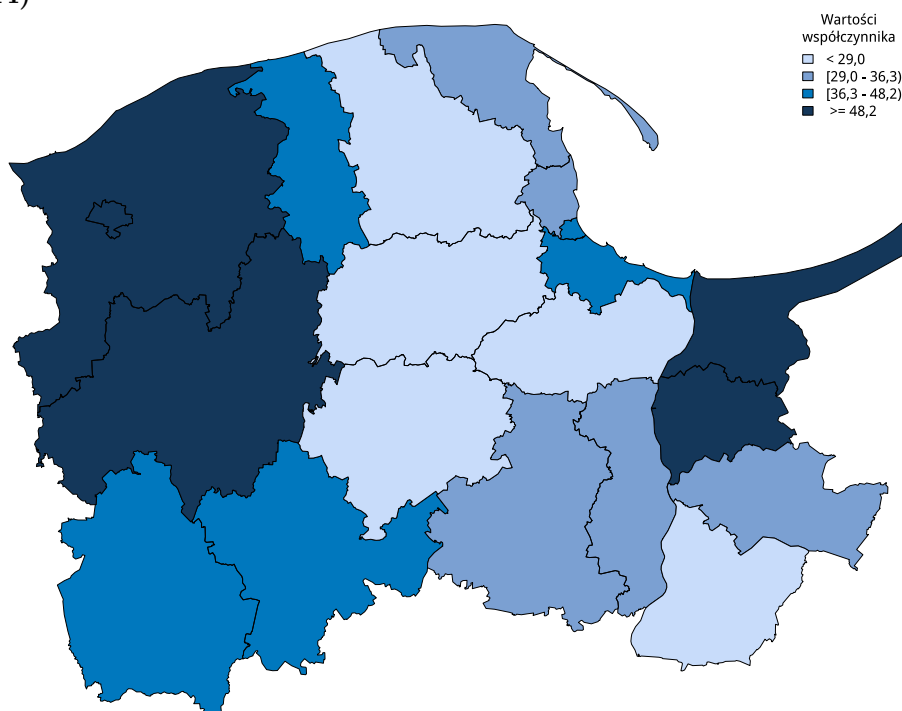 Wartości
współczynnika
< 29,0
[29,0 - 36,3)
[36,3 - 48,2)
>= 48,2